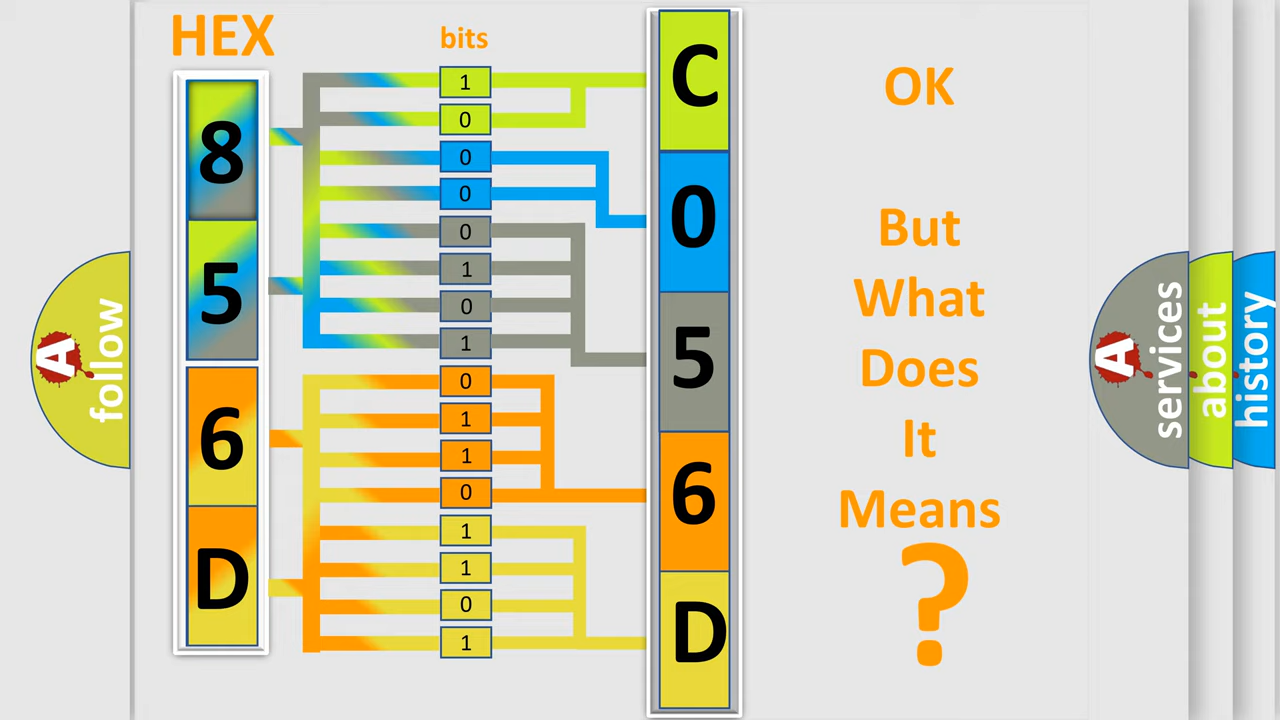 HEX
bits
8
5
6
D
1
0
0
0
0
1
0
1
0
1
1
0
1
1
0
1
C
0
5
6
D
OK
But
What
Does
It
Means
?
A
follow
A
services
about
history